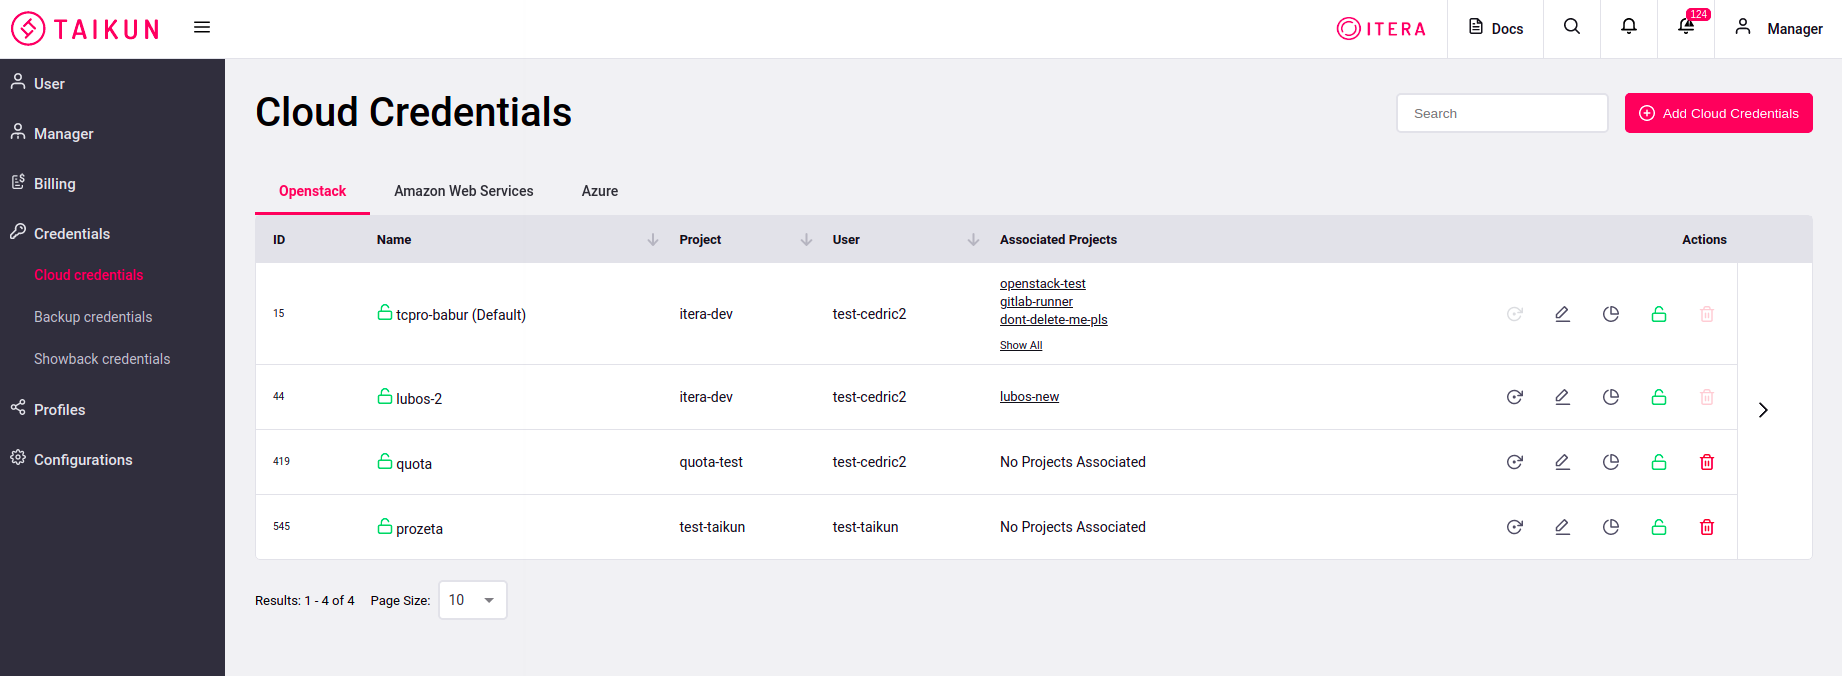 TAIKUN
ITERA
Docs
124
Manager
User
Manager
Billing
Credentials
Cloud credentials
Backup credentials
Showback credentials
Profiles
Configurations
Cloud Credentials
Search
Add Cloud Credentials
Openstack Amazon Web Services Azure
ID Name Project User Associated Projects Actions
15 tcpro-babur (Default) itera-dev test-cedric2 openstack-test
gitlab-runner
dont-delete-me-pls
Show All
44 lubos-2 itera-dev test-cedric2 lubos-new
419 quota quota-test test-cedric2 No Projects Associated
545 prozeta test-taikun test-taikun No Projects Associated
Results: 1 - 4 of 4 Page Size: 10